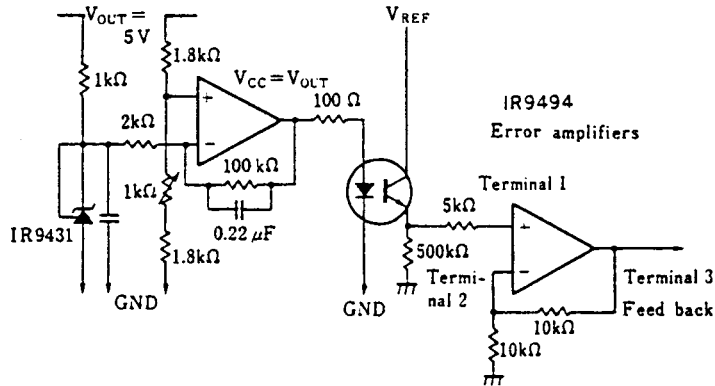 V_OUT =
5 V
1.8kΩ
1kΩ
V_CC = V_OUT
2kΩ
100 Ω
100 kΩ
0.22 μF
1kΩ
1.8kΩ
IR9431
GND
V_REF
IR9494
Error amplifiers
Terminal 1
5kΩ
500kΩ
Termi-
nal 2
GND
Terminal 3
Feed back
10kΩ
10kΩ
+
−
+
−